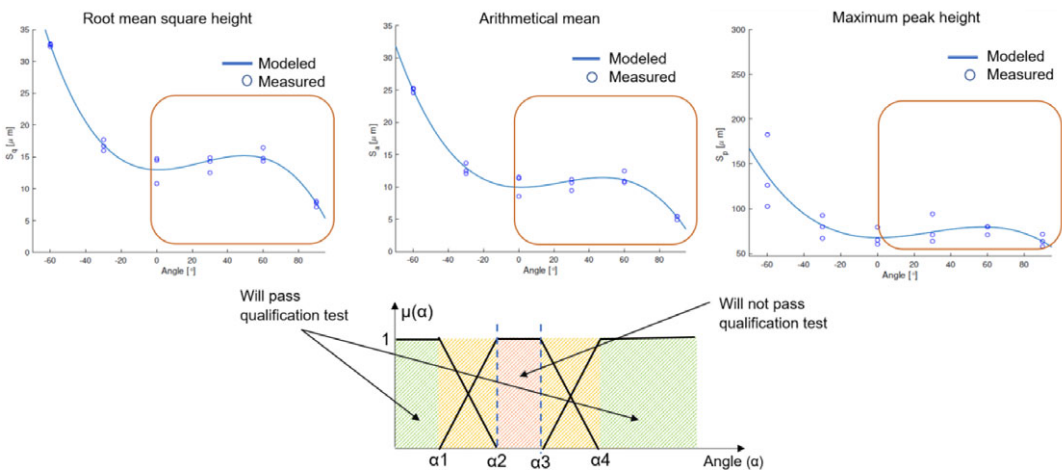 Root mean square height
35
30
25
20
15
10
5
0
-60
-40
-20
0
20
40
60
80
Sq [μ m]
Angle [°]
Modeled
Measured
Arithmetical mean
35
30
25
20
15
10
5
0
-60
-40
-20
0
20
40
60
80
Sa [μ m]
Angle [°]
Modeled
Measured
Maximum peak height
300
250
200
150
100
50
-60
-40
-20
0
20
40
60
80
Sp [μ m]
Angle [°]
Modeled
Measured
Will pass
qualification test
μ(α)
1
Will not pass
qualification test
α1
α2
α3
α4
Angle (α)